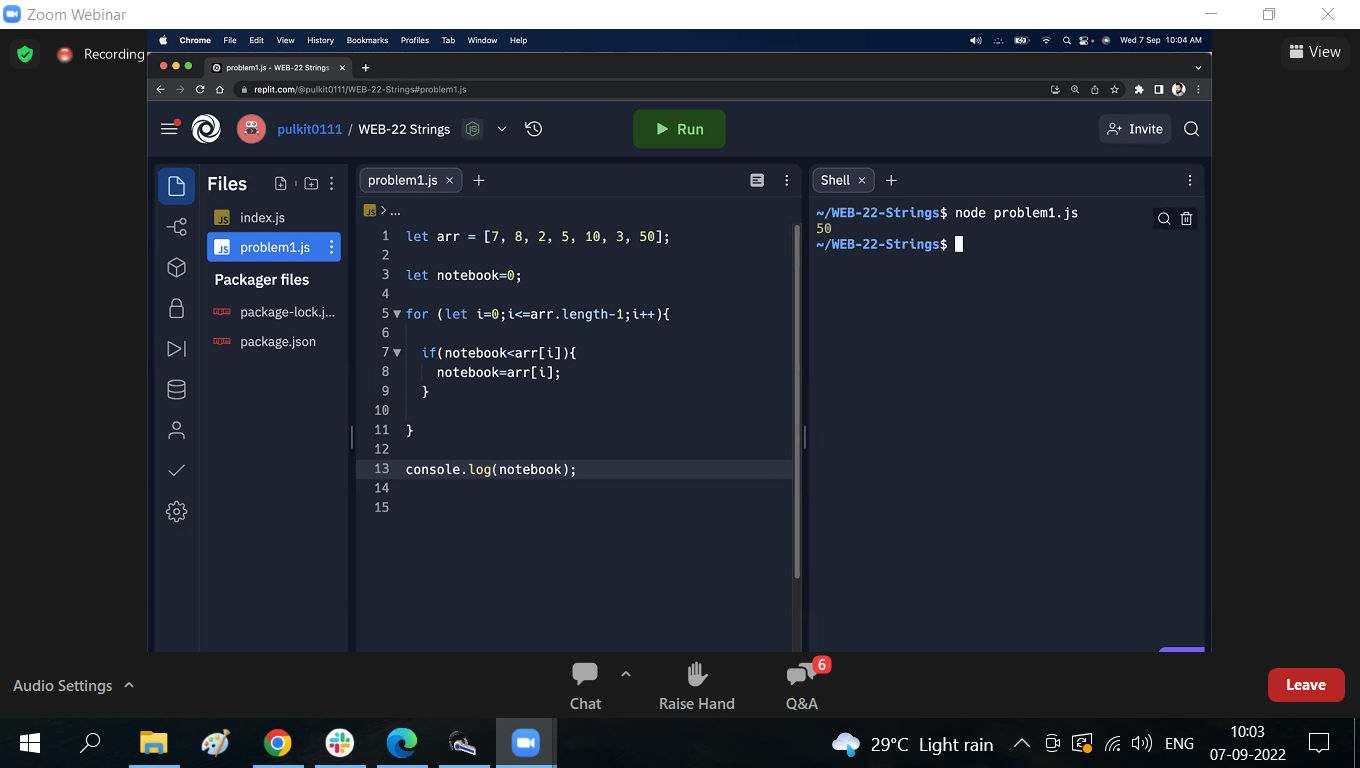 Zoom Webinar
Recording
View
Chrome File Edit View History Bookmarks Profiles Tab Window Help
Wed 7 Sep 10:04 AM
problem1.js - WEB-22 Strings
replit.com/@pulkit0111/WEB-22-Strings#problem1.js
pulkit0111 / WEB-22 Strings
Run
Invite
Files
index.js
problem1.js
Packager files
package-lock.j...
package.json
problem1.js × +
JS > ...
1 let arr = [7, 8, 2, 5, 10, 3, 50];
2
3 let notebook=0;
4
5 for (let i=0;i<=arr.length-1;i++){
6
7 if(notebook<arr[i]){
8 notebook=arr[i];
9 }
10
11 }
12
13 console.log(notebook);
14
15
Shell × +
~/WEB-22-Strings$ node problem1.js
50
~/WEB-22-Strings$
Audio Settings
Chat
Raise Hand
6
Q&A
Leave
29°C Light rain
ENG
10:03
07-09-2022